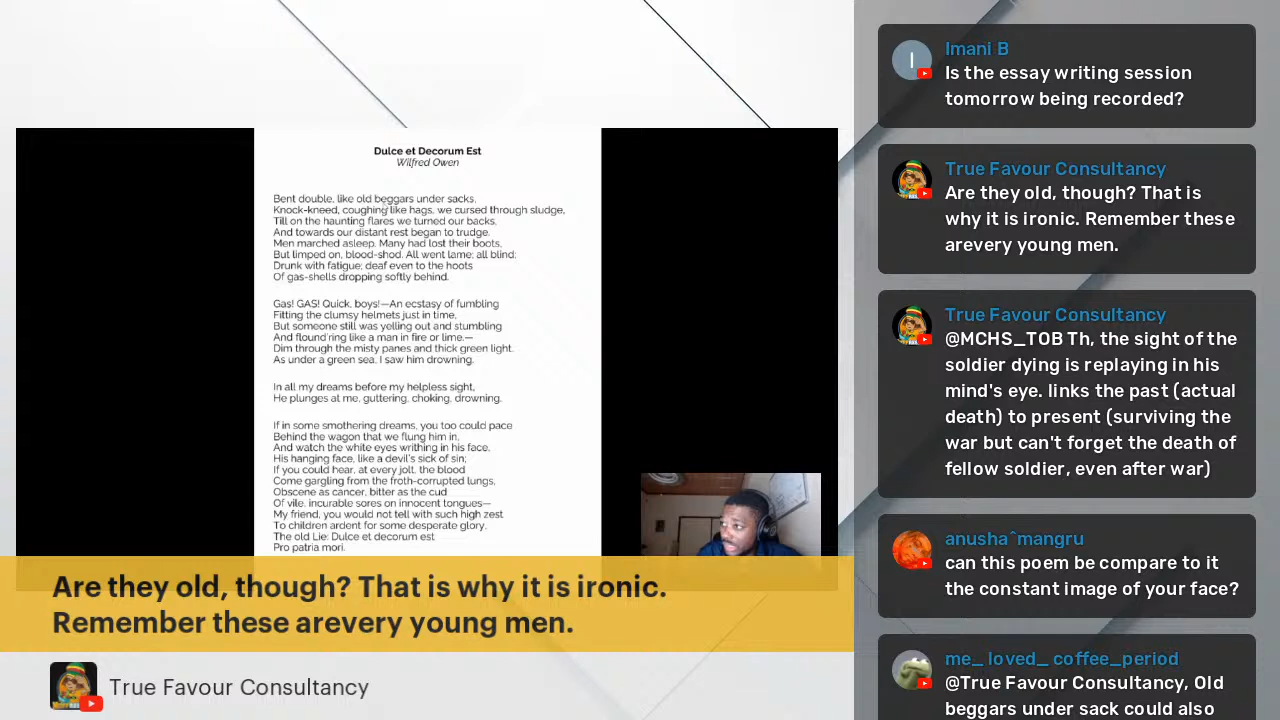 Dulce et Decorum Est
Wilfred Owen
Bent double, like old beggars under sacks,
Knock-kneed, coughing like hags, we cursed through sludge,
Till on the haunting flares we turned our backs,
And towards our distant rest began to trudge.
Men marched asleep. Many had lost their boots,
But limped on, blood-shod. All went lame; all blind;
Drunk with fatigue; deaf even to the hoots
Of gas-shells dropping softly behind.
Gas! GAS! Quick, boys!—An ecstasy of fumbling
Fitting the clumsy helmets just in time,
But someone still was yelling out and stumbling
And flound'ring like a man in fire or lime.—
Dim through the misty panes and thick green light,
As under a green sea, I saw him drowning.
In all my dreams before my helpless sight,
He plunges at me, guttering, choking, drowning.
If in some smothering dreams, you too could pace
Behind the wagon that we flung him in,
And watch the white eyes writhing in his face,
His hanging face, like a devil's sick of sin;
If you could hear, at every jolt, the blood
Come gargling from the froth-corrupted lungs,
Obscene as cancer, bitter as the cud
Of vile, incurable sores on innocent tongues—
My friend, you would not tell with such high zest
To children ardent for some desperate glory,
The old Lie: Dulce et decorum est
Pro patria mori.
Are they old, though? That is why it is ironic.
Remember these arevery young men.
True Favour Consultancy
I
Imani B
Is the essay writing session
tomorrow being recorded?
True Favour Consultancy
Are they old, though? That is
why it is ironic. Remember these
arevery young men.
True Favour Consultancy
@MCHS_TOB Th, the sight of the
soldier dying is replaying in his
mind's eye. links the past (actual
death) to present (surviving the
war but can't forget the death of
fellow soldier, even after war)
anusha^mangru
can this poem be compare to it
the constant image of your face?
me_ loved_ coffee_period
@True Favour Consultancy, Old
beggars under sack could also